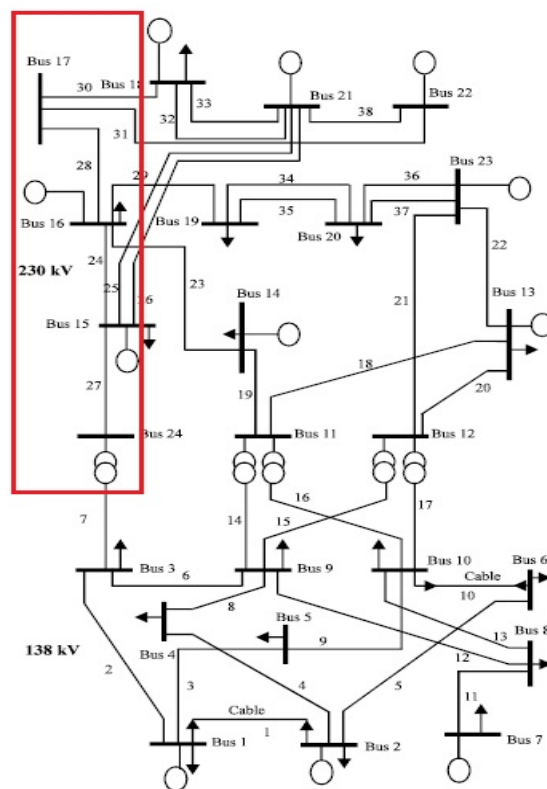 Bus 17
30
Bus 18
33
32
Bus 21
38
Bus 22
31
28
29
34
36
Bus 23
Bus 16
Bus 19
35
Bus 20
37
24
230 kV
25
26
23
22
21
Bus 14
Bus 13
Bus 15
18
27
19
20
Bus 24
Bus 11
Bus 12
16
17
7
14
15
Bus 3
6
Bus 9
Bus 10
Cable
Bus 6
10
8
Bus 5
Bus 8
138 kV
Bus 4
9
13
12
2
3
4
5
11
Cable
1
Bus 1
Bus 2
Bus 7